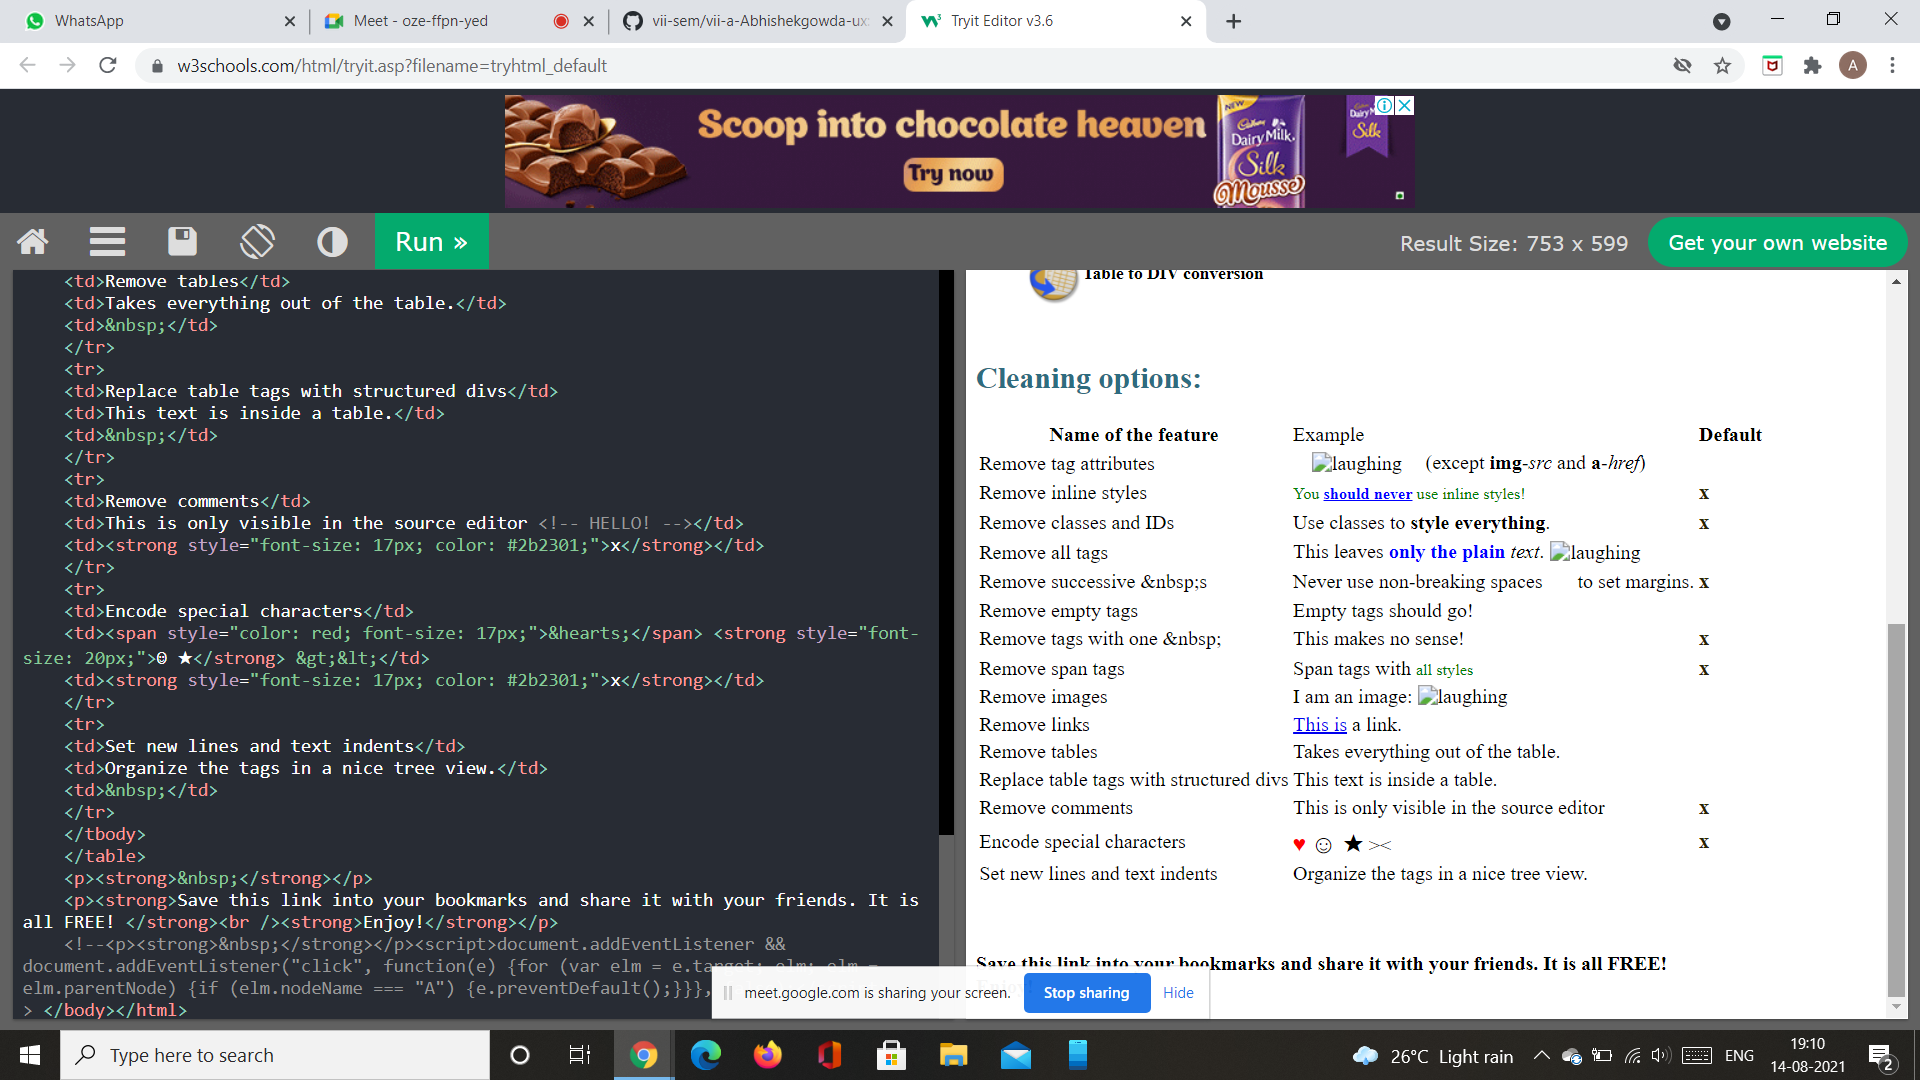 WhatsApp
Meet - oze-ffpn-yed
vii-sem/vii-a-Abhishekgowda-ux
Tryit Editor v3.6
w3schools.com/html/tryit.asp?filename=tryhtml_default
A
Scoop into chocolate heaven
Try now
NEW
Cadbury
Dairy Milk
Silk
Mousse
Dairy
Silk
Run »
Result Size: 753 x 599
Get your own website
<td>Remove tables</td>
<td>Takes everything out of the table.</td>
<td>&nbsp;</td>
</tr>
<tr>
<td>Replace table tags with structured divs</td>
<td>This text is inside a table.</td>
<td>&nbsp;</td>
</tr>
<tr>
<td>Remove comments</td>
<td>This is only visible in the source editor <!-- HELLO! --></td>
<td><strong style="font-size: 17px; color: #2b2301;">x</strong></td>
</tr>
<tr>
<td>Encode special characters</td>
<td><span style="color: red; font-size: 17px;">&hearts;</span> <strong style="font-
size: 20px;">☺ ★</strong> &gt;&lt;</td>
<td><strong style="font-size: 17px; color: #2b2301;">x</strong></td>
</tr>
<tr>
<td>Set new lines and text indents</td>
<td>Organize the tags in a nice tree view.</td>
<td>&nbsp;</td>
</tr>
</tbody>
</table>
<p><strong>&nbsp;</strong></p>
<p><strong>Save this link into your bookmarks and share it with your friends. It is
all FREE! </strong><br /><strong>Enjoy!</strong></p>
<!--<p><strong>&nbsp;</strong></p><script>document.addEventListener &&
document.addEventListener("click", function(e) {for (var elm = e.target; elm; elm =
elm.parentNode) {if (elm.nodeName === "A") {e.preventDefault();}}},
> </body></html>
Table to DIV conversion
Cleaning options:
Name of the feature Example Default
Remove tag attributes laughing (except img-src and a-href)
Remove inline styles You should never use inline styles! x
Remove classes and IDs Use classes to style everything. x
Remove all tags This leaves only the plain text. laughing
Remove successive &nbsp;s Never use non-breaking spaces to set margins. x
Remove empty tags Empty tags should go!
Remove tags with one &nbsp; This makes no sense! x
Remove span tags Span tags with all styles x
Remove images I am an image: laughing
Remove links This is a link.
Remove tables Takes everything out of the table.
Replace table tags with structured divs This text is inside a table.
Remove comments This is only visible in the source editor x
Encode special characters ♥ ☺ ★ >< x
Set new lines and text indents Organize the tags in a nice tree view.
Save this link into your bookmarks and share it with your friends. It is all FREE!
meet.google.com is sharing your screen. Stop sharing Hide
Type here to search
26°C Light rain
ENG
19:10
14-08-2021
2